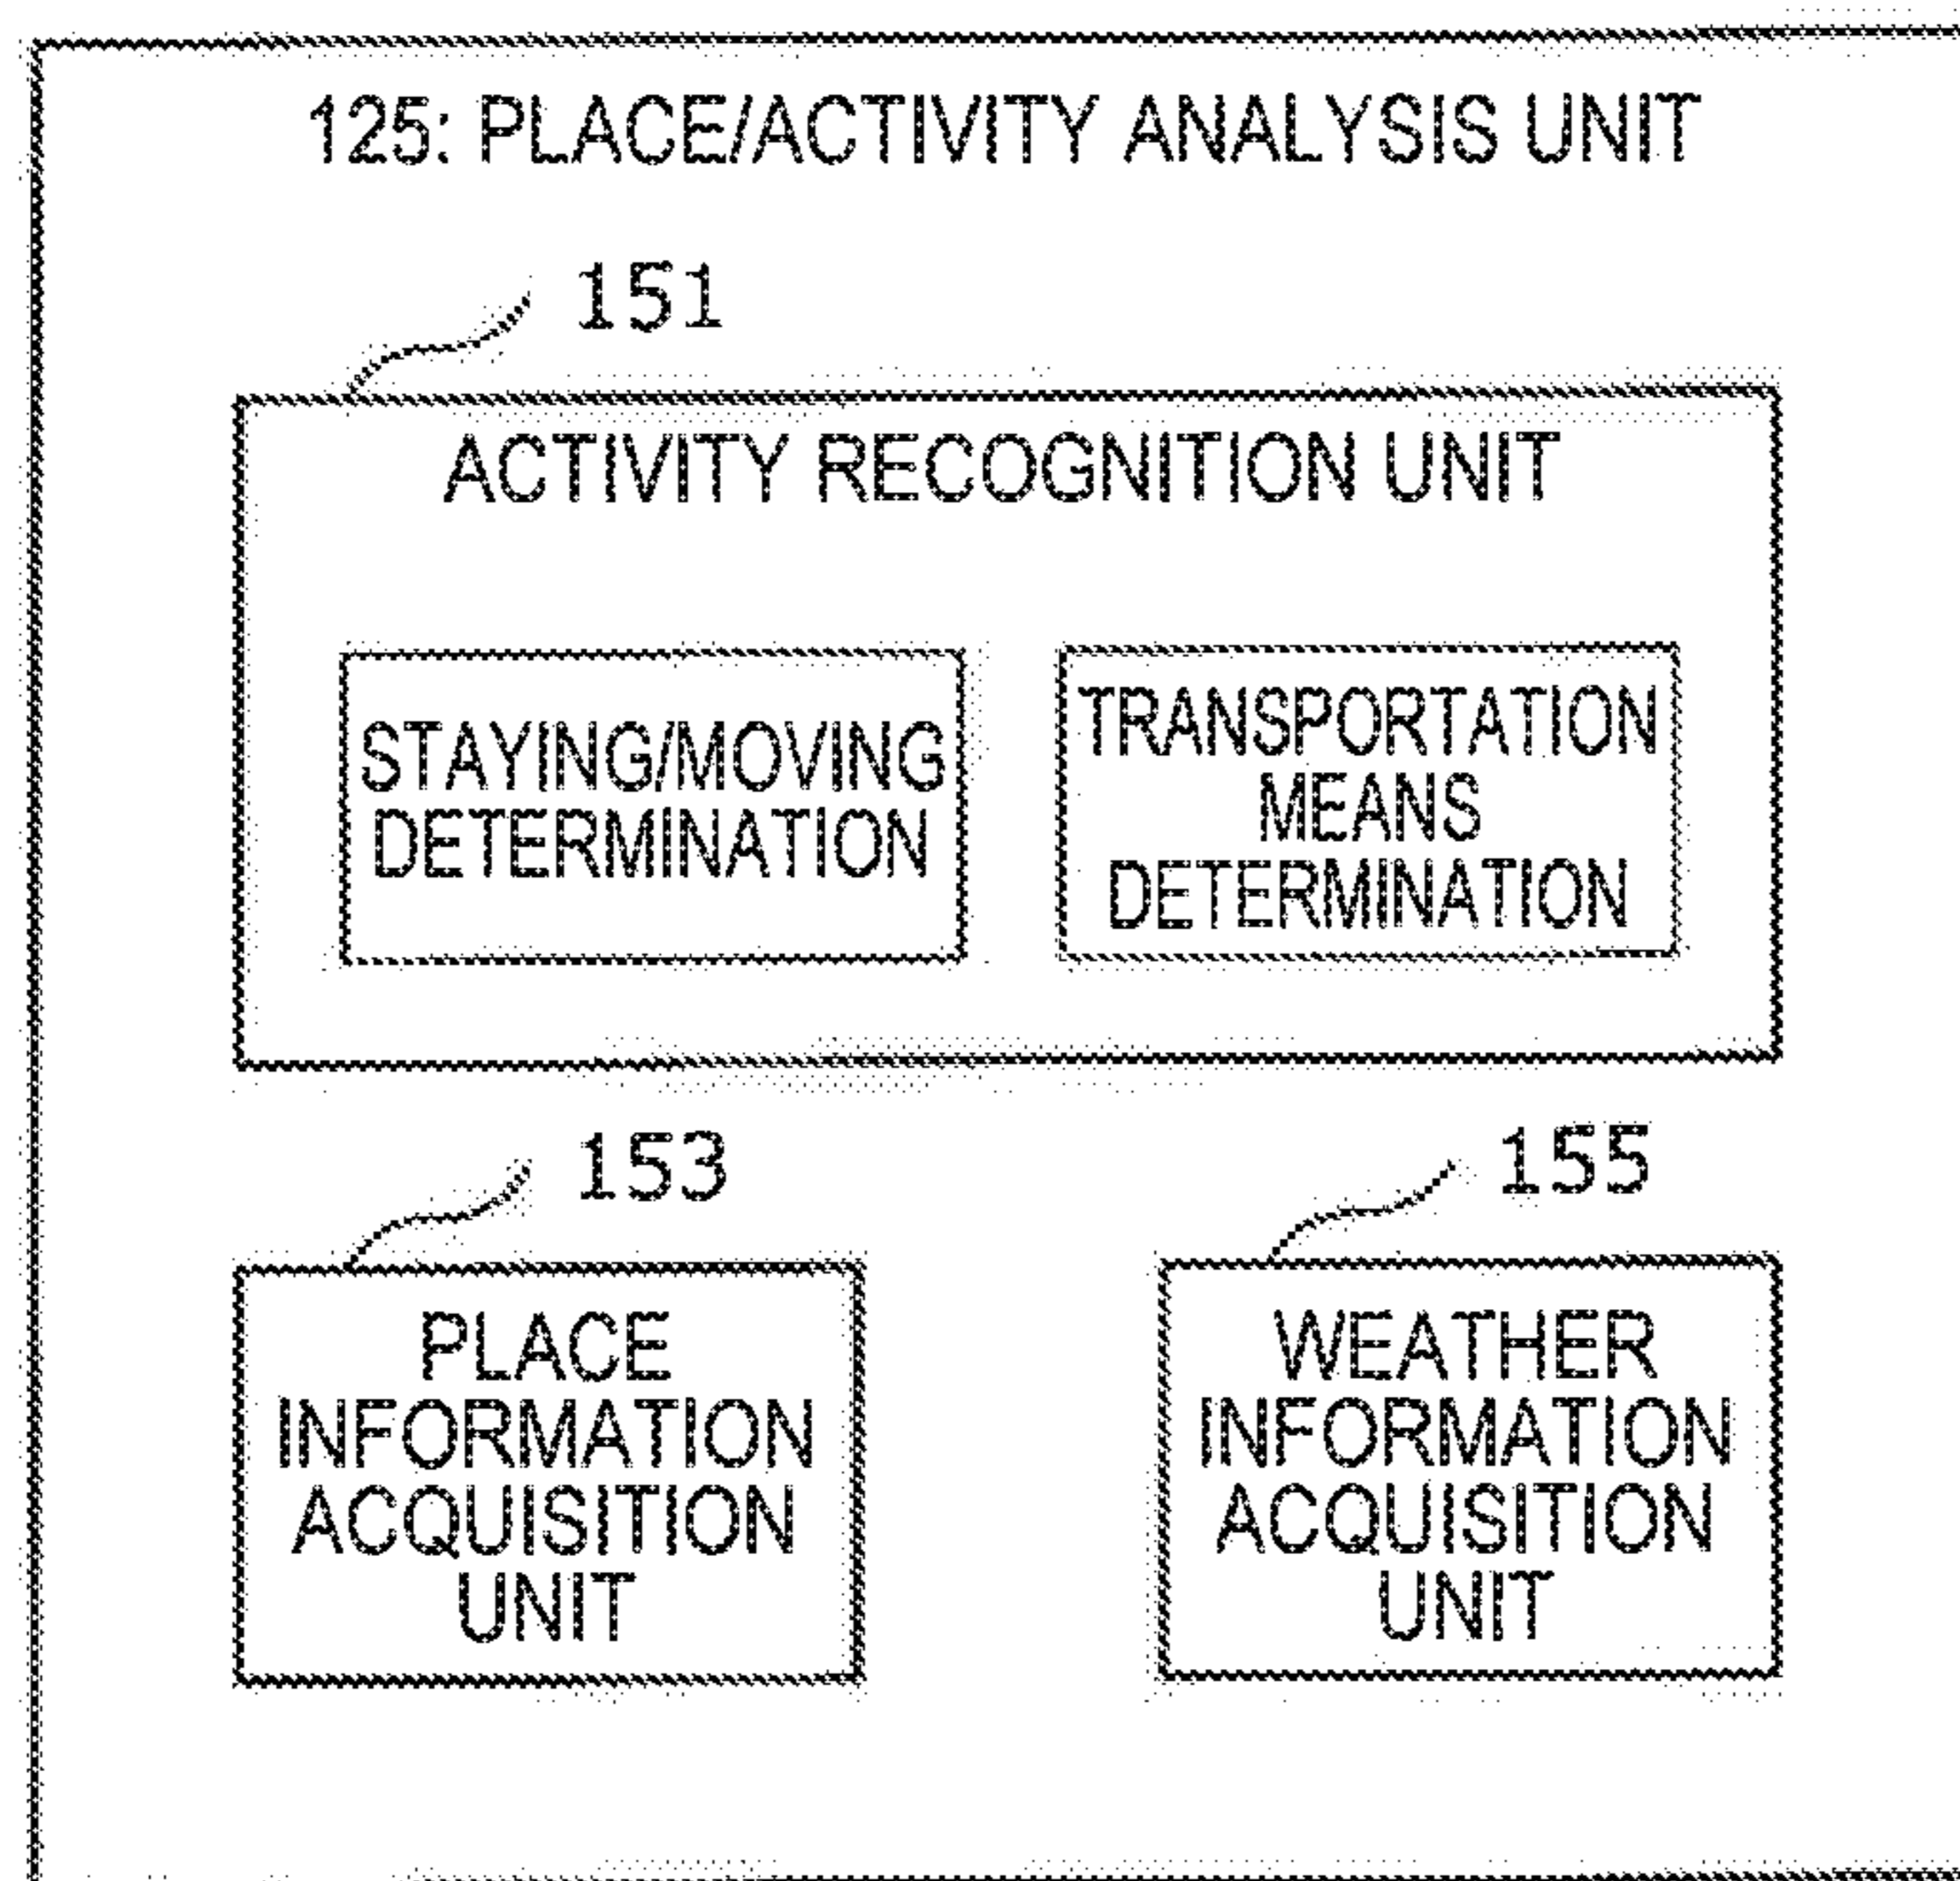 125: PLACE/ACTIVITY ANALYSIS UNIT
151
ACTIVITY RECOGNITION UNIT
STAYING/MOVING
DETERMINATION
TRANSPORTATION
MEANS
DETERMINATION
153
PLACE
INFORMATION
ACQUISITION
UNIT
155
WEATHER
INFORMATION
ACQUISITION
UNIT